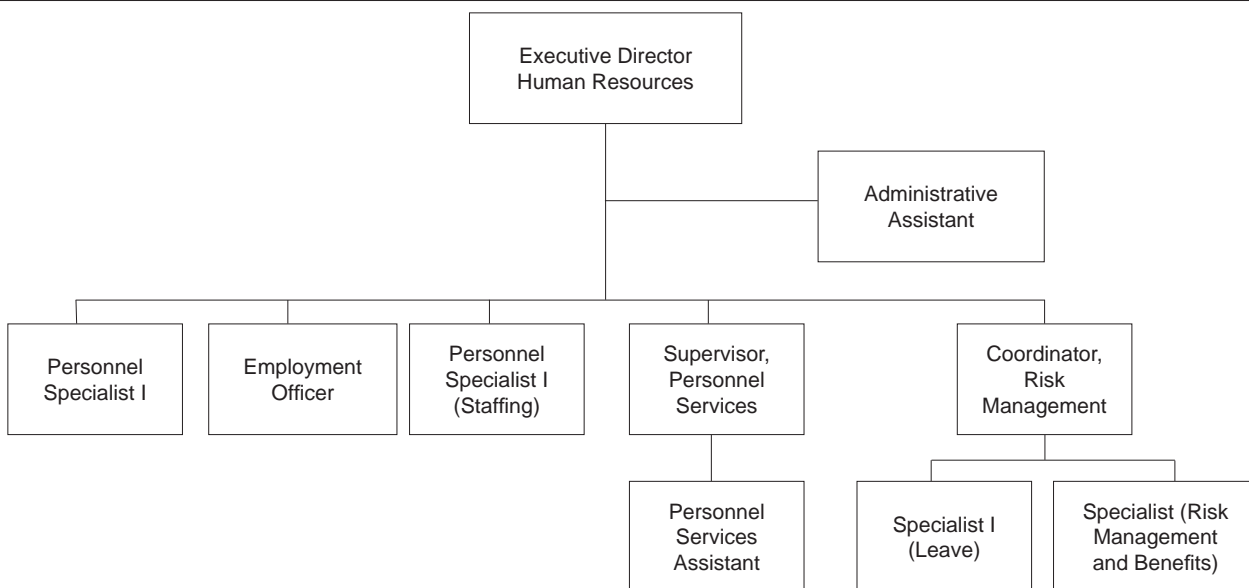 Executive Director
Human Resources
Administrative
Assistant
Personnel
Specialist I
Employment
Officer
Personnel
Specialist I
(Staffing)
Supervisor,
Personnel
Services
Coordinator,
Risk
Management
Personnel
Services
Assistant
Specialist I
(Leave)
Specialist (Risk
Management
and Benefits)